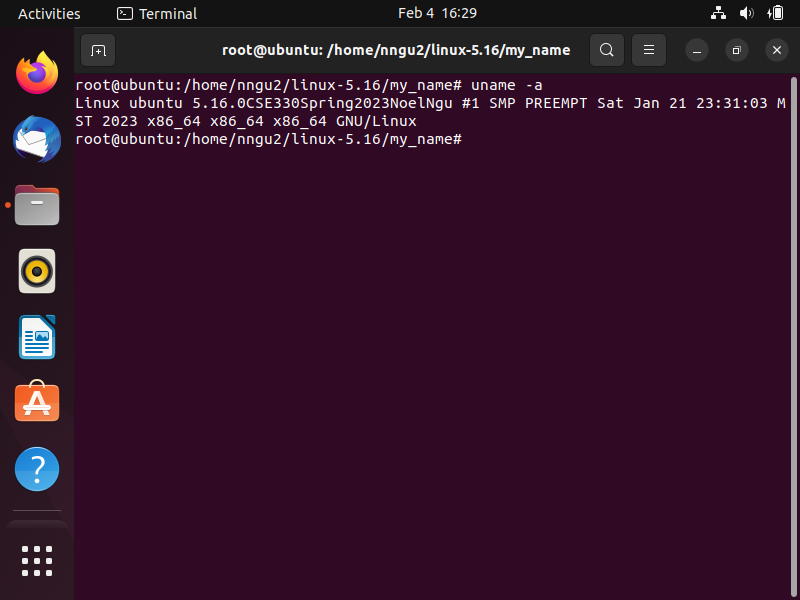 Activities Terminal Feb 4 16:29
root@ubuntu: /home/nngu2/linux-5.16/my_name
root@ubuntu:/home/nngu2/linux-5.16/my_name# uname -a
Linux ubuntu 5.16.0CSE330Spring2023NoelNgu #1 SMP PREEMPT Sat Jan 21 23:31:03 M
ST 2023 x86_64 x86_64 x86_64 GNU/Linux
root@ubuntu:/home/nngu2/linux-5.16/my_name#